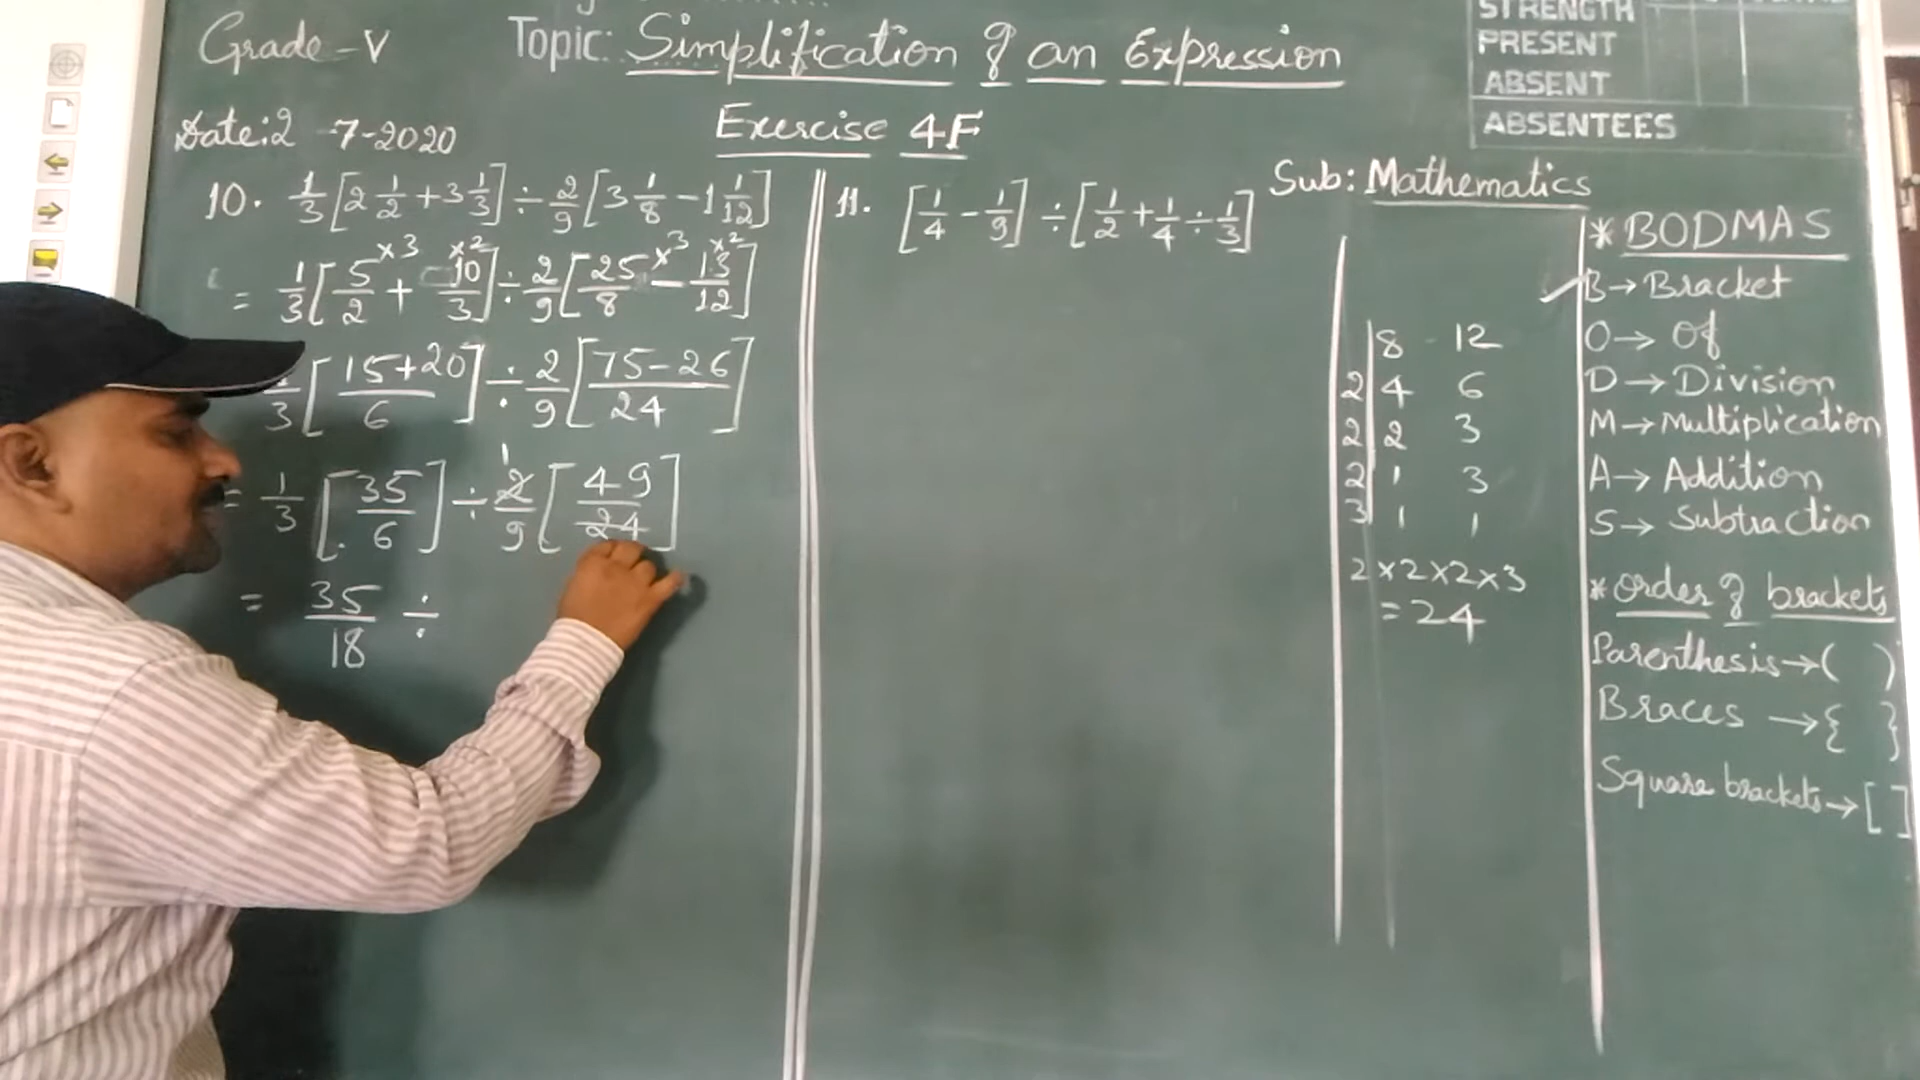 Grade-V Topic: Simplification of an Expression
STRENGTH
PRESENT
ABSENT
ABSENTEES
Date: 2-7-2020
Exercise 4F
Sub: Mathematics
10. 1/3 [2 1/2 + 3 1/3] ÷ 2/9 [3 1/8 - 1 1/12]
= 1/3 [5×3/2 + 10×2/3] ÷ 2/9 [25×3/8 - 13×2/12]
/3 [15+20/6] ÷ 2/9 [75-26/24]
= 1/3 [35/6] ÷ 2/9 [49/24]
1
= 35/18 ÷
11. [1/4 - 1/9] ÷ [1/2 + 1/4 ÷ 1/3]
8 - 12
2 | 4 6
2 | 2 3
2 | 1 3
3 | 1 1
2×2×2×3
=24
* BODMAS
B→Bracket
O→Of
D→Division
M→Multiplication
A→Addition
S→Subtraction
* Order of brackets
Parenthesis→( )
Braces→{ }
Square brackets→[ ]